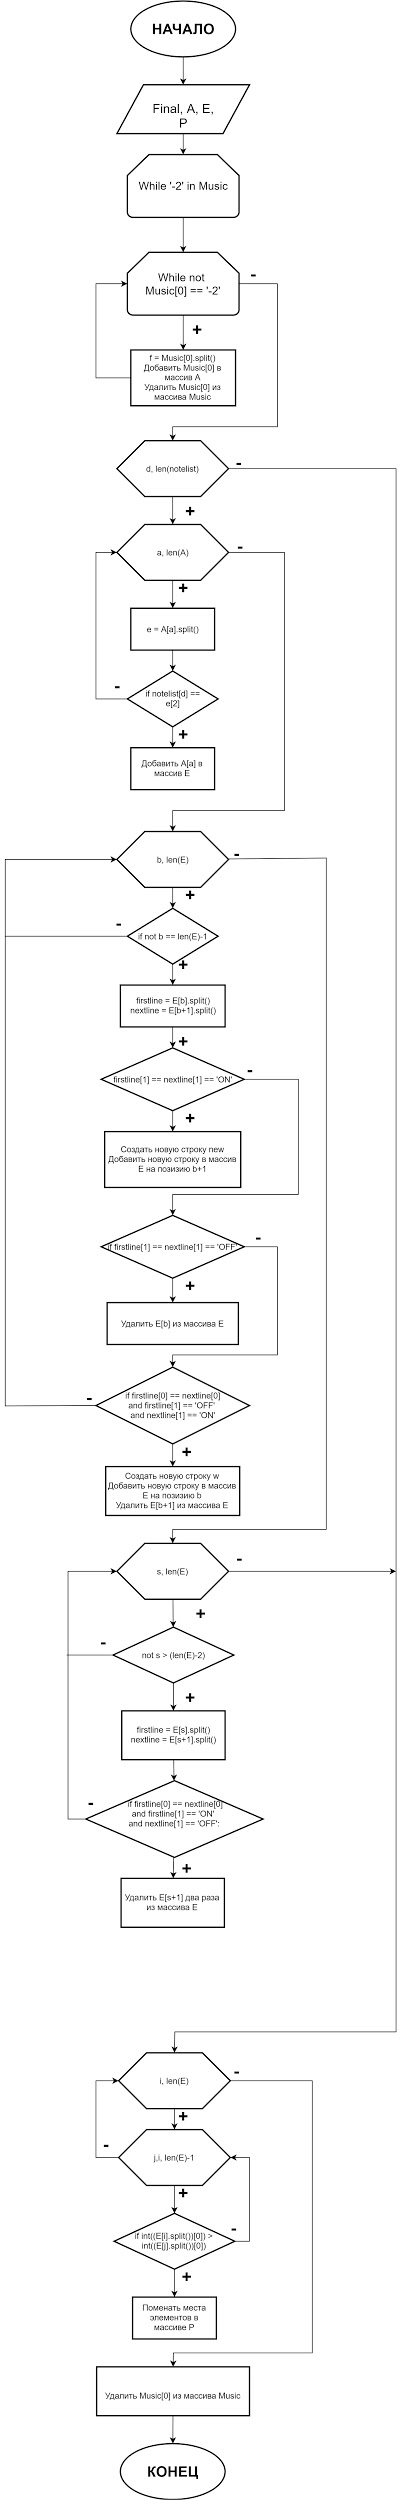 НАЧАЛО
Final, A, E,
P
While '-2' in Music
While not
Music[0] == '-2'
-
+
f = Music[0].split()
Добавить Music[0] в
массив A
Удалить Music[0] из
массива Music
d, len(notelist)
-
+
a, len(A)
-
+
e = A[a].split()
if notelist[d] ==
e[2]
-
+
Добавить A[a] в
массив E
b, len(E)
-
+
if not b == len(E)-1
-
+
firstline = E[b].split()
nextline = E[b+1].split()
+
firstline[1] == nextline[1] == 'ON'
-
+
Создать новую строку new
Добавить новую строку в массив
E на позизию b+1
if firstline[1] == nextline[1] == 'OFF'
-
+
Удалить E[b] из массива E
if firstline[0] == nextline[0]
and firstline[1] == 'OFF'
and nextline[1] == 'ON'
-
+
Создать новую строку w
Добавить новую строку в массив
E на позизию b
Удалить E[b+1] из массива E
s, len(E)
-
+
not s > (len(E)-2)
-
+
firstline = E[s].split()
nextline = E[s+1].split()
if firstline[0] == nextline[0]
and firstline[1] == 'ON'
and nextline[1] == 'OFF':
-
+
Удалить E[s+1] два раза
из массива E
i, len(E)
-
+
j,i, len(E)-1
-
+
if int((E[i].split())[0]) >
int((E[j].split())[0])
-
+
Поменать места
элементов в
массиве P
Удалить Music[0] из массива Music
КОНЕЦ